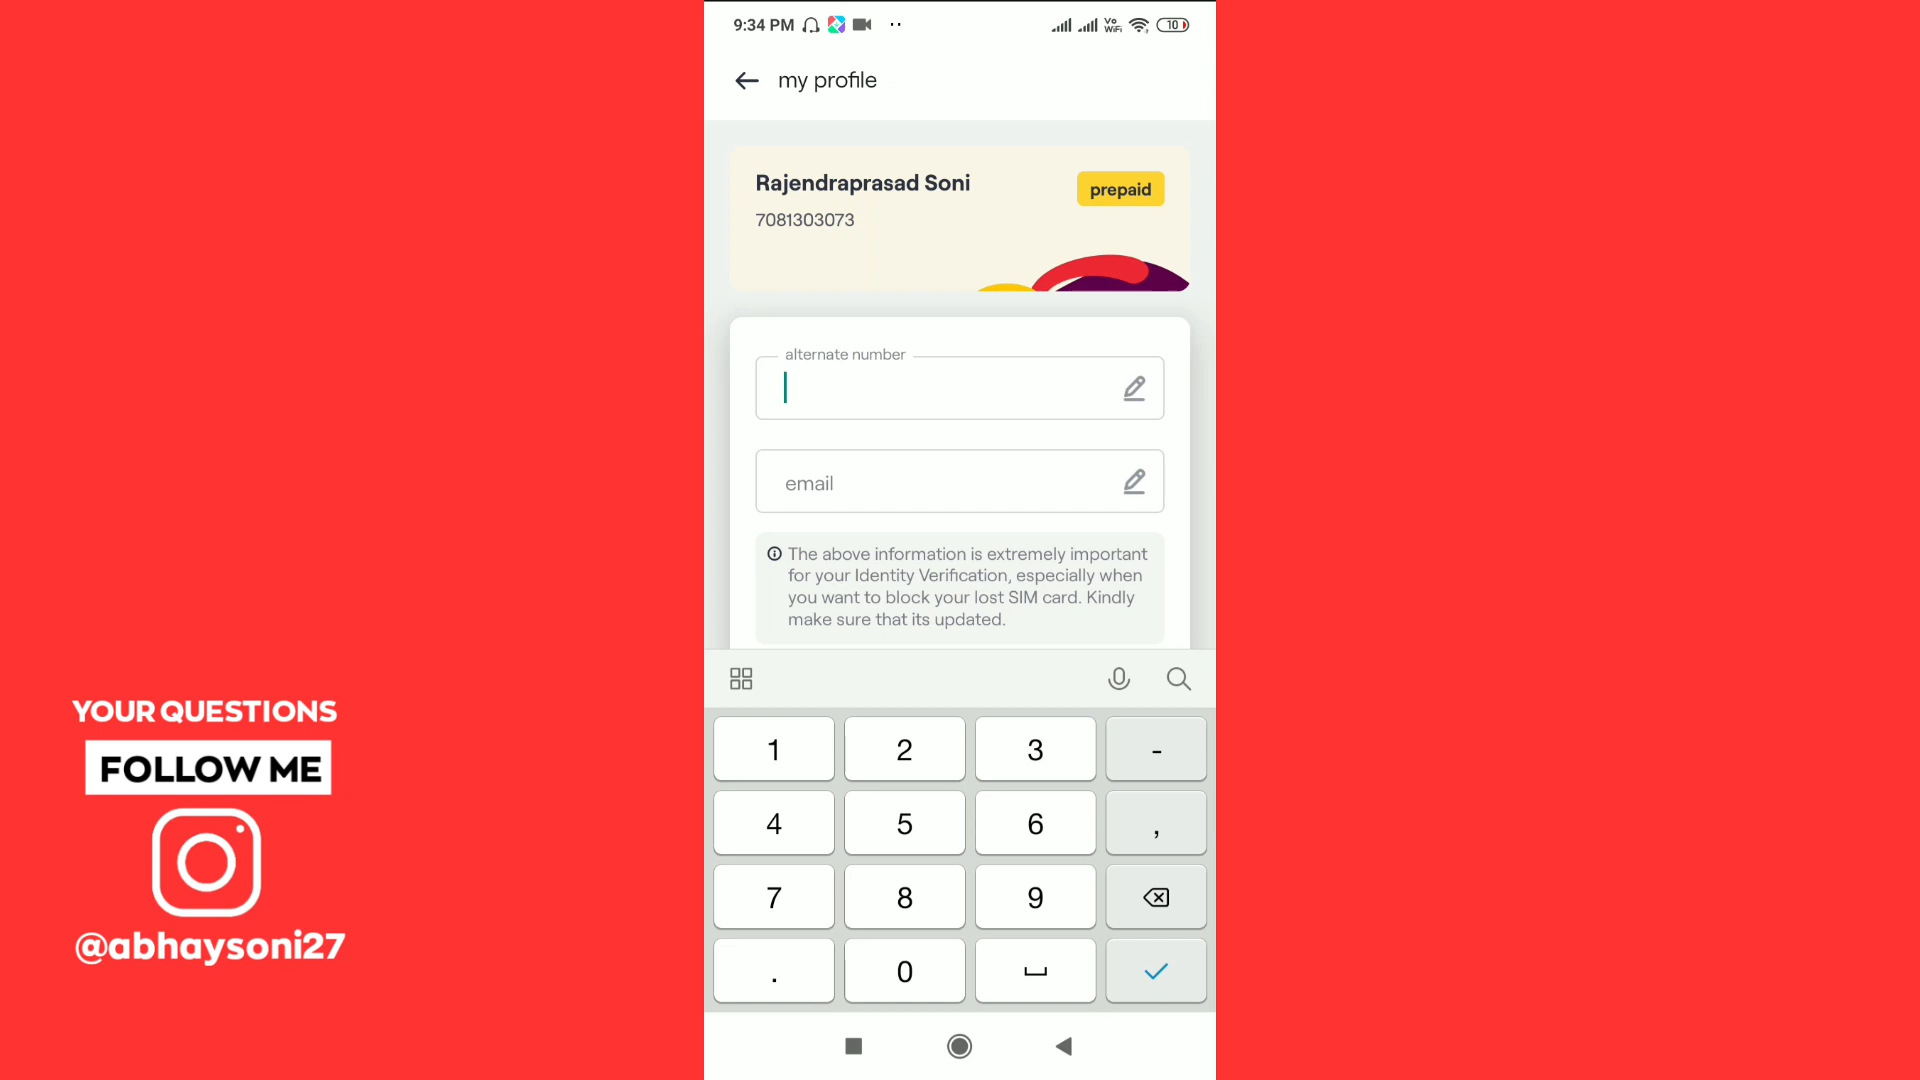 9:34 PM
Vo
WiFi
10
my profile
Rajendraprasad Soni
prepaid
7081303073
alternate number
email
The above information is extremely important
for your Identity Verification, especially when
you want to block your lost SIM card. Kindly
make sure that its updated.
1 2 3 -
4 5 6 ,
7 8 9
. 0
YOUR QUESTIONS
FOLLOW ME
@abhaysoni27